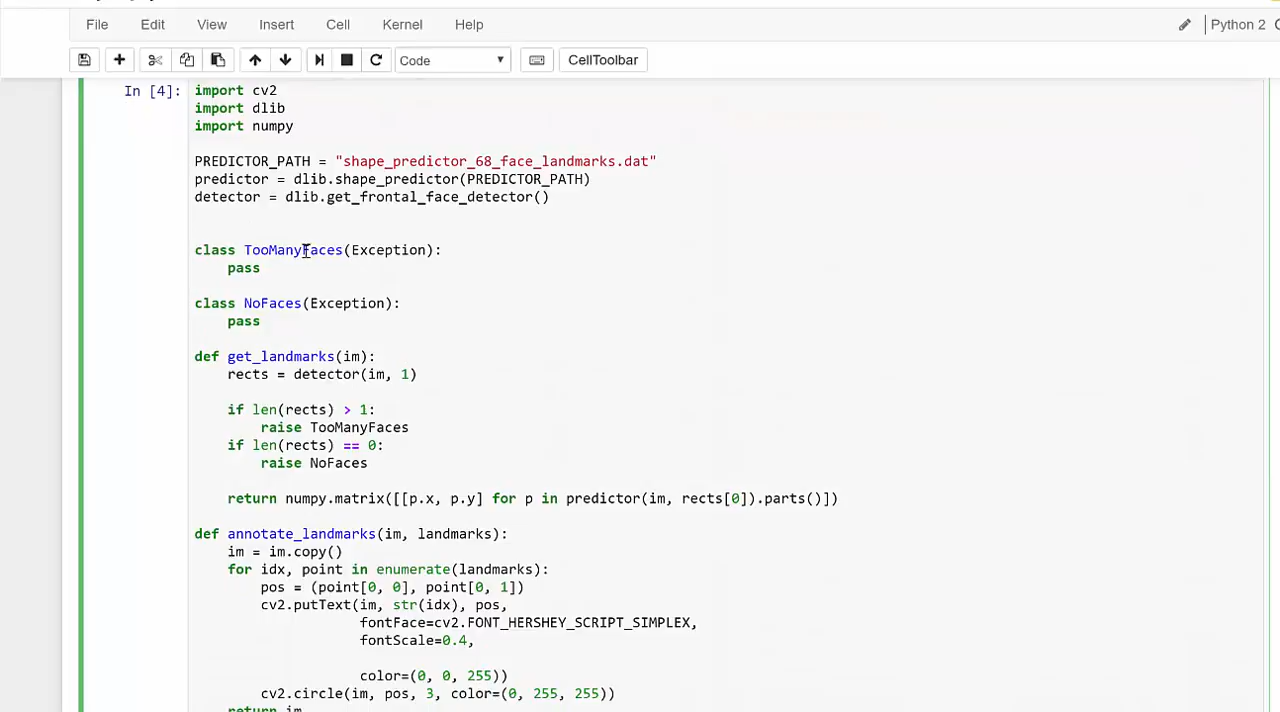 File Edit View Insert Cell Kernel Help Python 2
Code CellToolbar
In [4]:
import cv2
import dlib
import numpy
PREDICTOR_PATH = "shape_predictor_68_face_landmarks.dat"
predictor = dlib.shape_predictor(PREDICTOR_PATH)
detector = dlib.get_frontal_face_detector()
class TooManyFaces(Exception):
    pass
class NoFaces(Exception):
    pass
def get_landmarks(im):
    rects = detector(im, 1)
    if len(rects) > 1:
        raise TooManyFaces
    if len(rects) == 0:
        raise NoFaces
    return numpy.matrix([[p.x, p.y] for p in predictor(im, rects[0]).parts()])
def annotate_landmarks(im, landmarks):
    im = im.copy()
    for idx, point in enumerate(landmarks):
        pos = (point[0, 0], point[0, 1])
        cv2.putText(im, str(idx), pos,
                    fontFace=cv2.FONT_HERSHEY_SCRIPT_SIMPLEX,
                    fontScale=0.4,
                    color=(0, 0, 255))
        cv2.circle(im, pos, 3, color=(0, 255, 255))
    return im